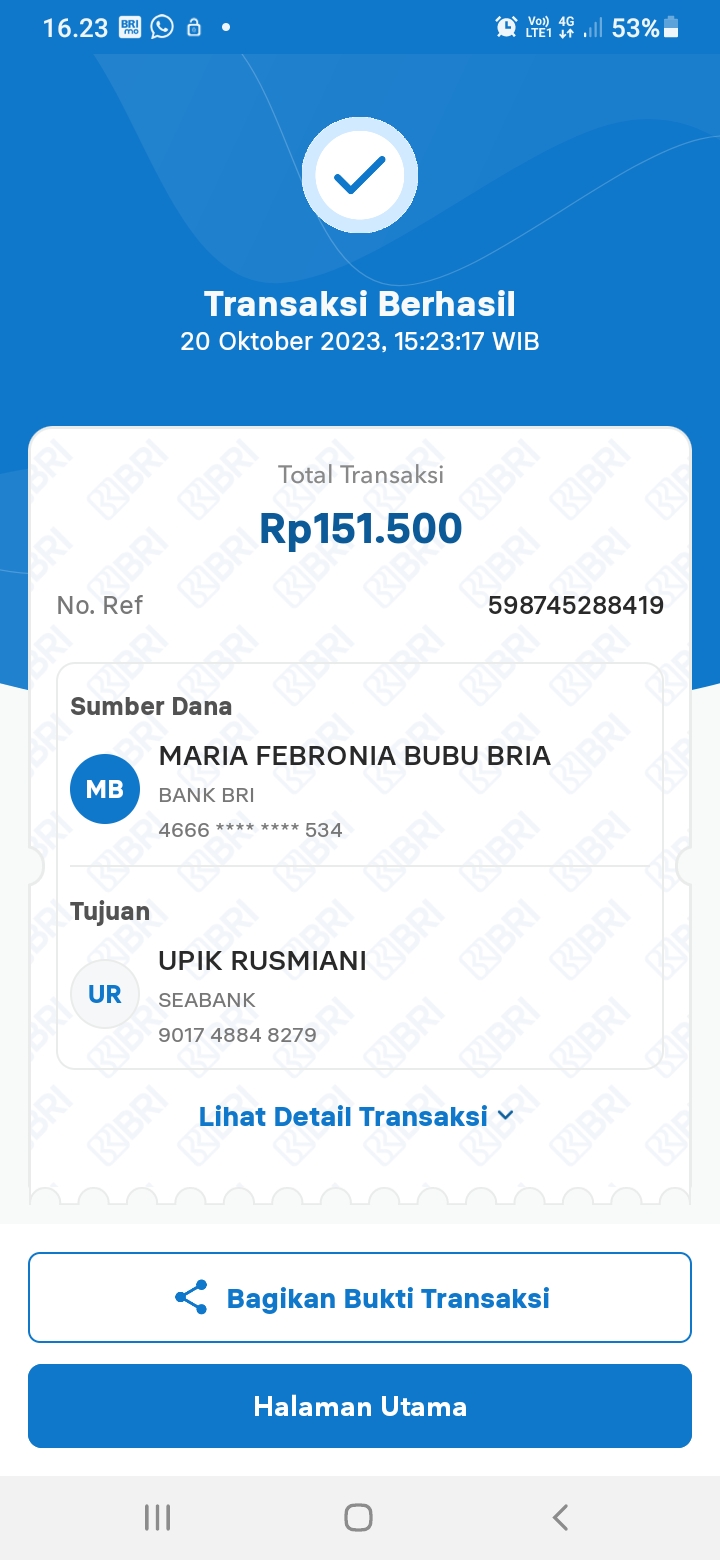 16.23 BRI mo Vo)) LTE1 4G 53%
Transaksi Berhasil
20 Oktober 2023, 15:23:17 WIB
Total Transaksi
Rp151.500
No. Ref 598745288419
Sumber Dana
MB MARIA FEBRONIA BUBU BRIA
BANK BRI
4666 **** **** 534
Tujuan
UR UPIK RUSMIANI
SEABANK
9017 4884 8279
Lihat Detail Transaksi
Bagikan Bukti Transaksi
Halaman Utama